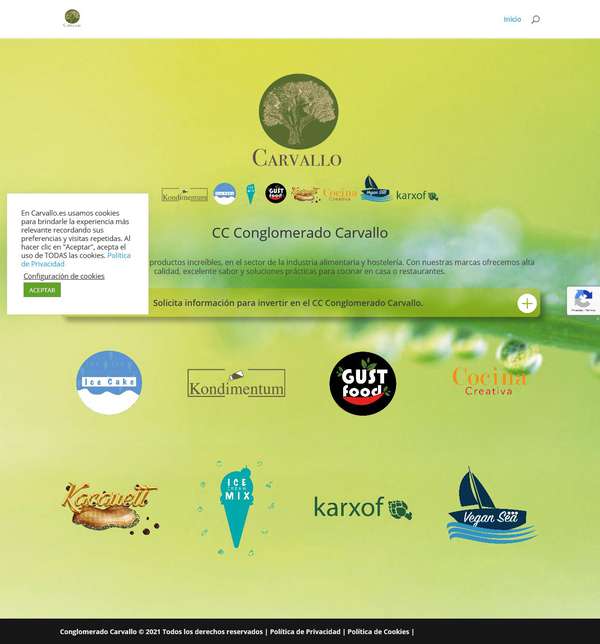 Inicio
CARVALLO
Kondimentum
GUST
food
Cocina
Creativa
Vegan Sea
karxof
En Carvallo.es usamos cookies
para brindarle la experiencia más
relevante recordando sus
preferencias y visitas repetidas. Al
hacer clic en "Aceptar", acepta el
uso de TODAS las cookies. Política
de Privacidad
Configuración de cookies
ACEPTAR
CC Conglomerado Carvallo
productos increíbles, en el sector de la industria alimentaria y hostelería. Con nuestras marcas ofrecemos alta
calidad, excelente sabor y soluciones prácticas para cocinar en casa o restaurantes.
Solicita información para invertir en el CC Conglomerado Carvallo.
Ice Cake
Kondimentum
GUST
food
Cocina
Creativa
Kacauett
ICE
CREAM
MIX
karxof
Vegan Sea
Conglomerado Carvallo © 2021 Todos los derechos reservados | Política de Privacidad | Política de Cookies |